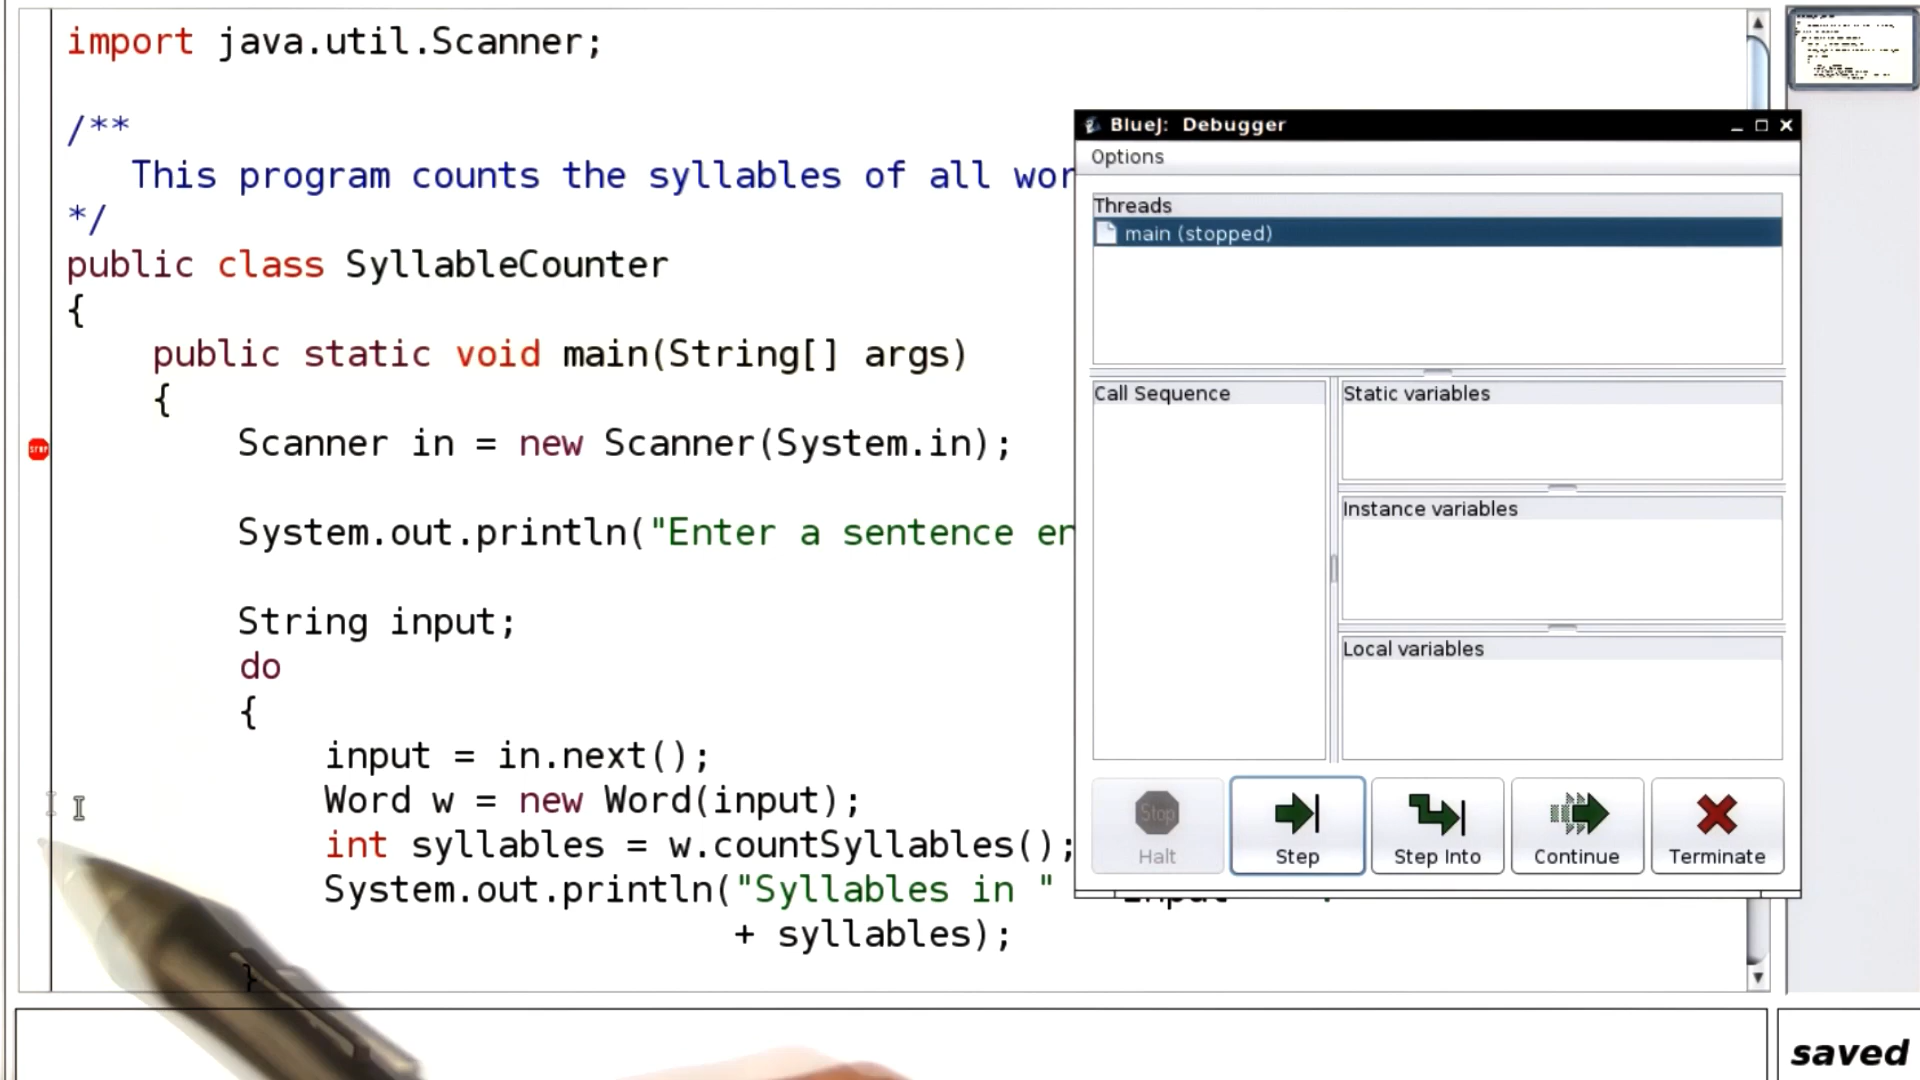 import java.util.Scanner;
/**
This program counts the syllables of all wor
*/
public class SyllableCounter
{
public static void main(String[] args)
{
STOP
Scanner in = new Scanner(System.in);
System.out.println("Enter a sentence en
String input;
do
{
input = in.next();
Word w = new Word(input);
int syllables = w.countSyllables();
System.out.println("Syllables in "
+ syllables);
}
BlueJ: Debugger
Options
Threads
main (stopped)
Call Sequence
Static variables
Instance variables
Local variables
Stop
Halt
Step
Step Into
Continue
Terminate
saved